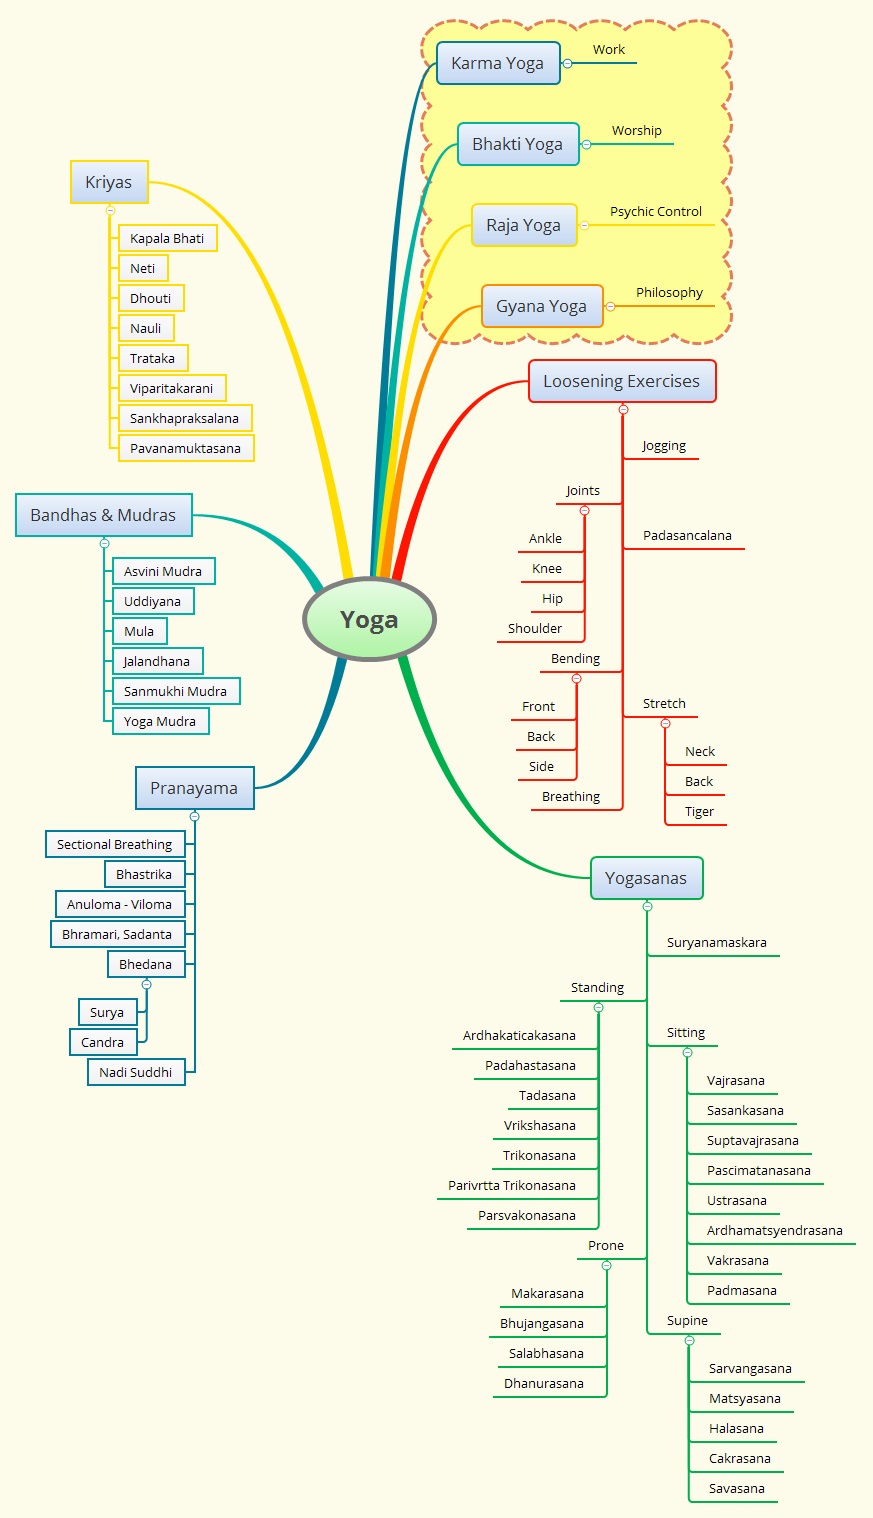 Yoga
Karma Yoga
Work
Bhakti Yoga
Worship
Raja Yoga
Psychic Control
Gyana Yoga
Philosophy
Loosening Exercises
Jogging
Joints
Ankle
Knee
Hip
Shoulder
Padasancalana
Bending
Front
Back
Side
Stretch
Neck
Back
Tiger
Breathing
Yogasanas
Suryanamaskara
Standing
Ardhakaticakasana
Padahastasana
Tadasana
Vrikshasana
Trikonasana
Parivrtta Trikonasana
Parsvakonasana
Sitting
Vajrasana
Sasankasana
Suptavajrasana
Pascimatanasana
Ustrasana
Ardhamatsyendrasana
Vakrasana
Padmasana
Prone
Makarasana
Bhujangasana
Salabhasana
Dhanurasana
Supine
Sarvangasana
Matsyasana
Halasana
Cakrasana
Savasana
Kriyas
Kapala Bhati
Neti
Dhouti
Nauli
Trataka
Viparitakarani
Sankhapraksalana
Pavanamuktasana
Bandhas & Mudras
Asvini Mudra
Uddiyana
Mula
Jalandhana
Sanmukhi Mudra
Yoga Mudra
Pranayama
Sectional Breathing
Bhastrika
Anuloma - Viloma
Bhramari, Sadanta
Bhedana
Surya
Candra
Nadi Suddhi